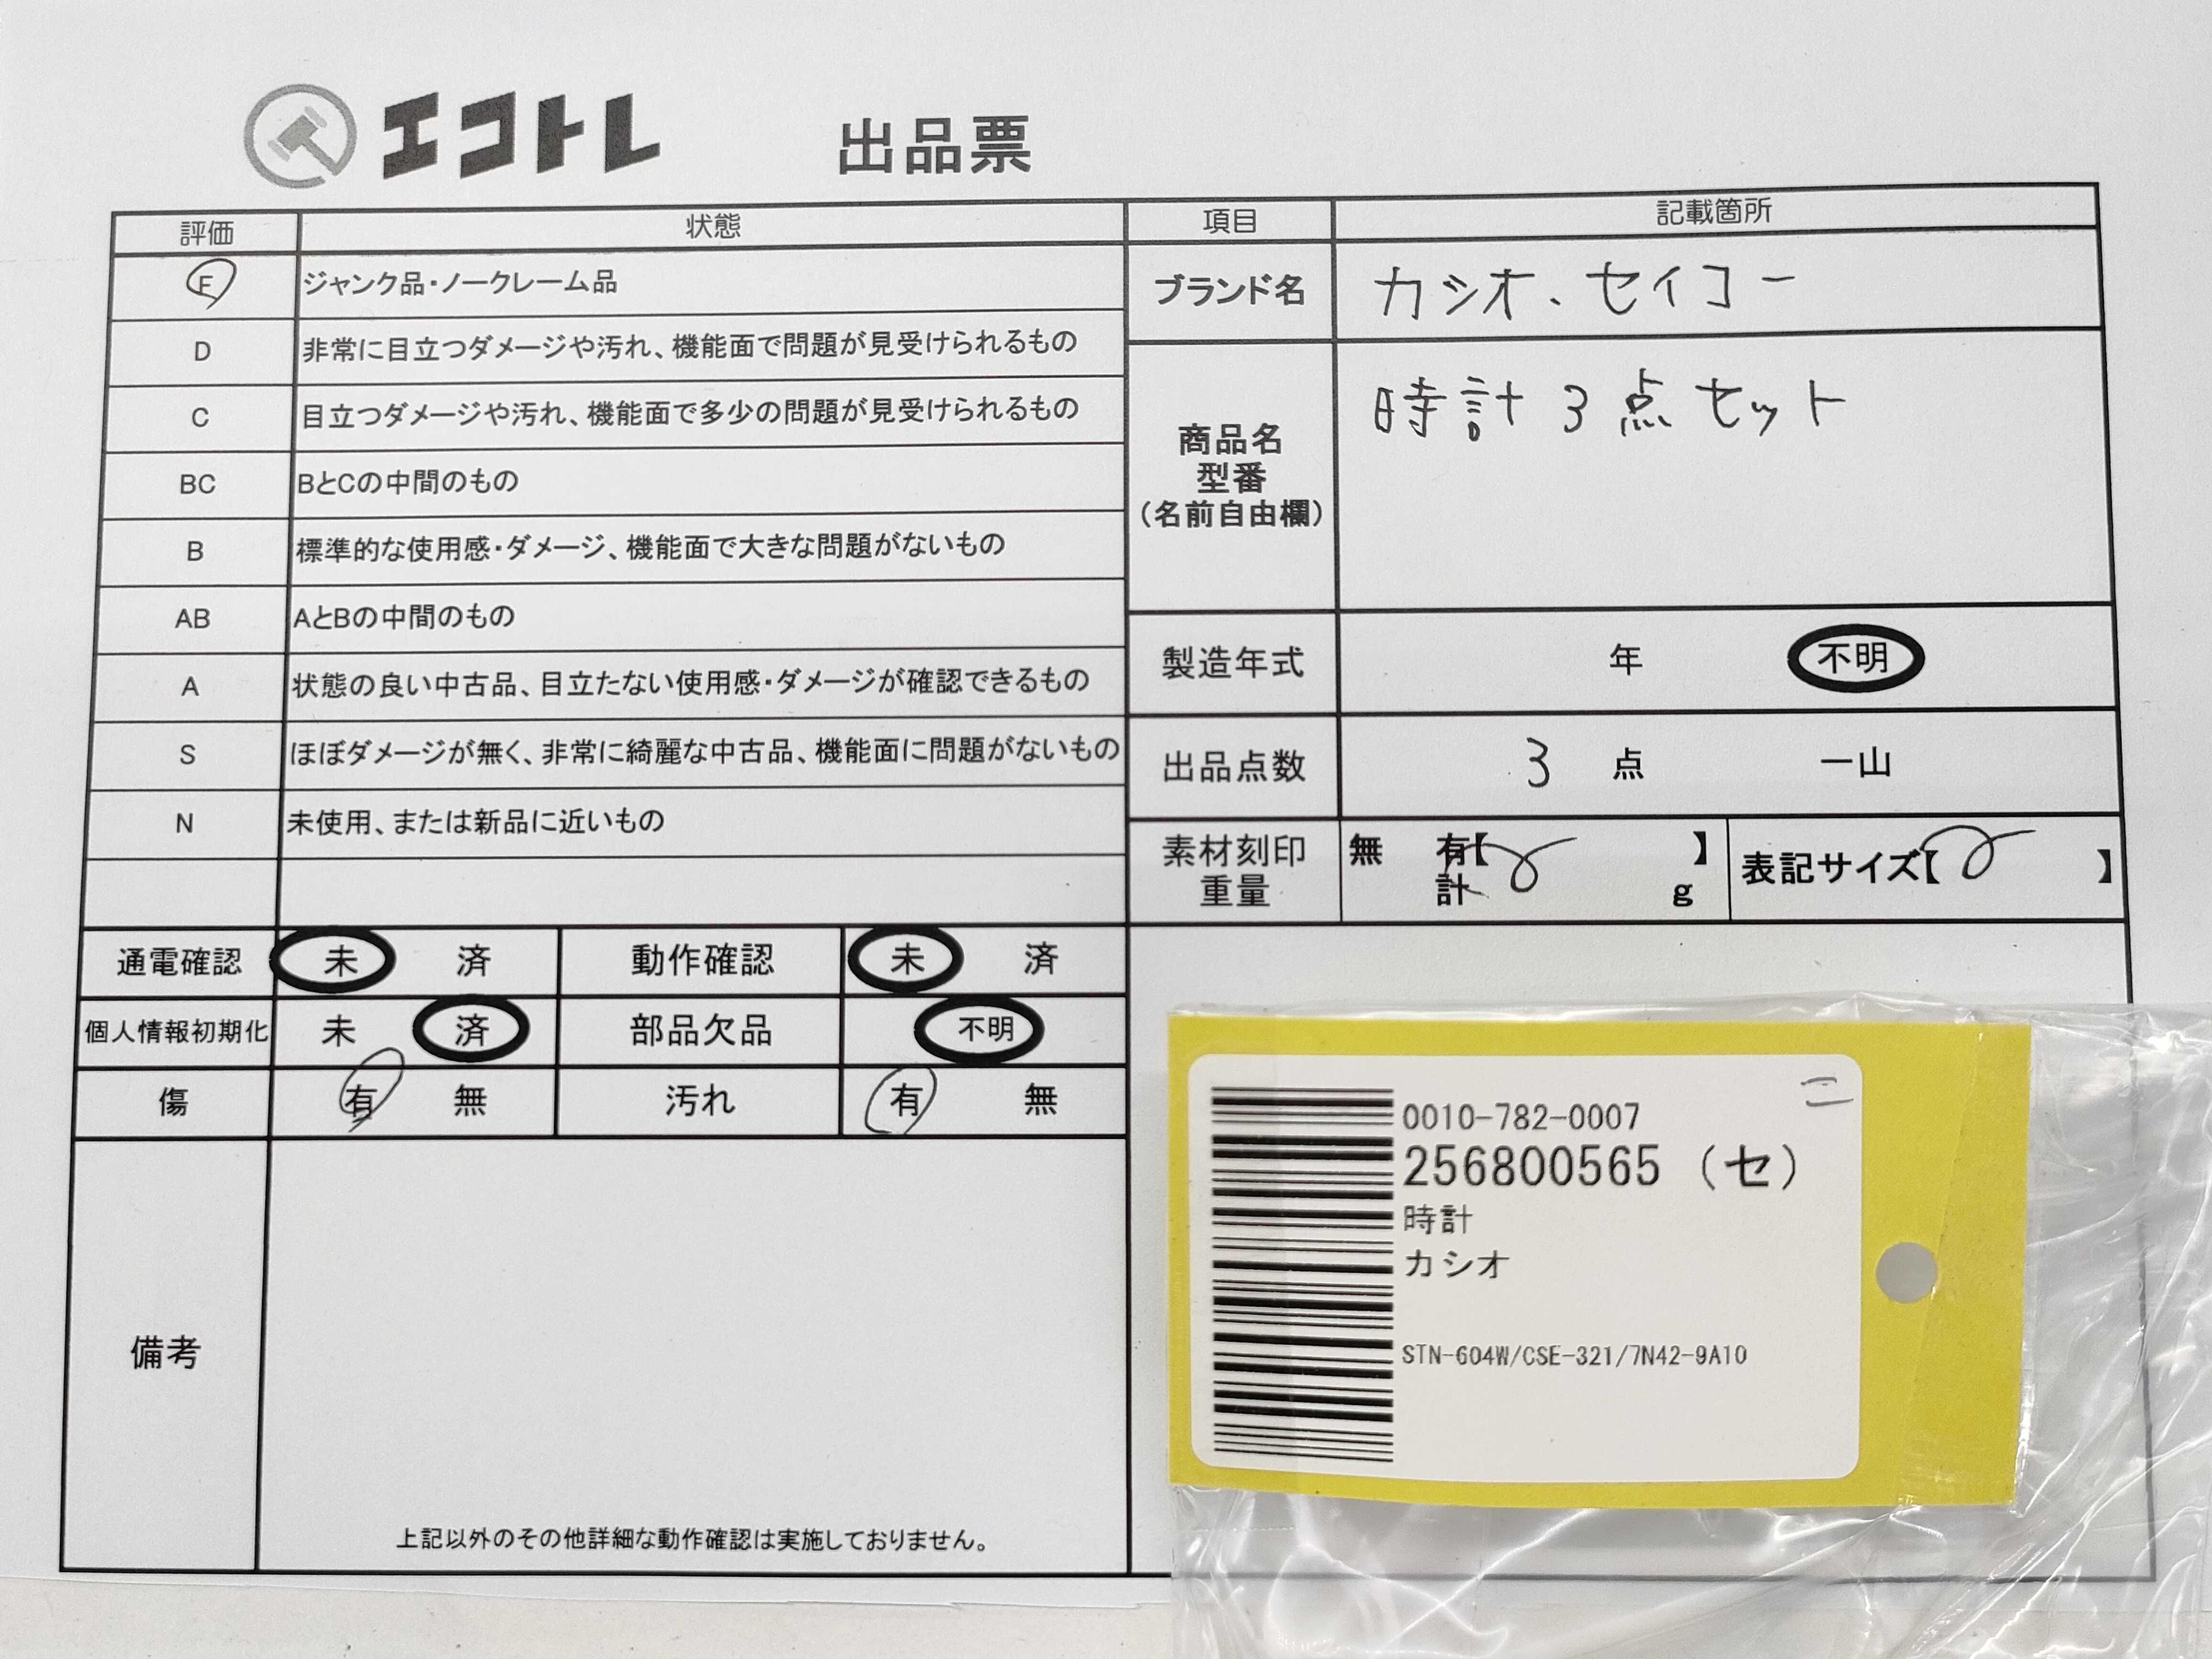 エコトレ 出品票
評価 状態
F ジャンク品・ノークレーム品
D 非常に目立つダメージや汚れ、機能面で問題が見受けられるもの
C 目立つダメージや汚れ、機能面で多少の問題が見受けられるもの
BC BとCの中間のもの
B 標準的な使用感・ダメージ、機能面で大きな問題がないもの
AB AとBの中間のもの
A 状態の良い中古品、目立たない使用感・ダメージが確認できるもの
S ほぼダメージが無く、非常に綺麗な中古品、機能面に問題がないもの
N 未使用、または新品に近いもの
通電確認 未 済 動作確認 未 済
個人情報初期化 未 済 部品欠品 不明
傷 有 無 汚れ 有 無
備考
上記以外のその他詳細な動作確認は実施しておりません。
項目 記載箇所
ブランド名 カシオ、セイコー
商品名
型番
(名前自由欄)
時計3点セット
製造年式 年 不明
出品点数 3 点 一山
素材刻印 無 有【 】 表記サイズ【 】
重量 計 g
0010-782-0007
256800565 (セ)
時計
カシオ
STN-604W/CSE-321/7N42-9A10